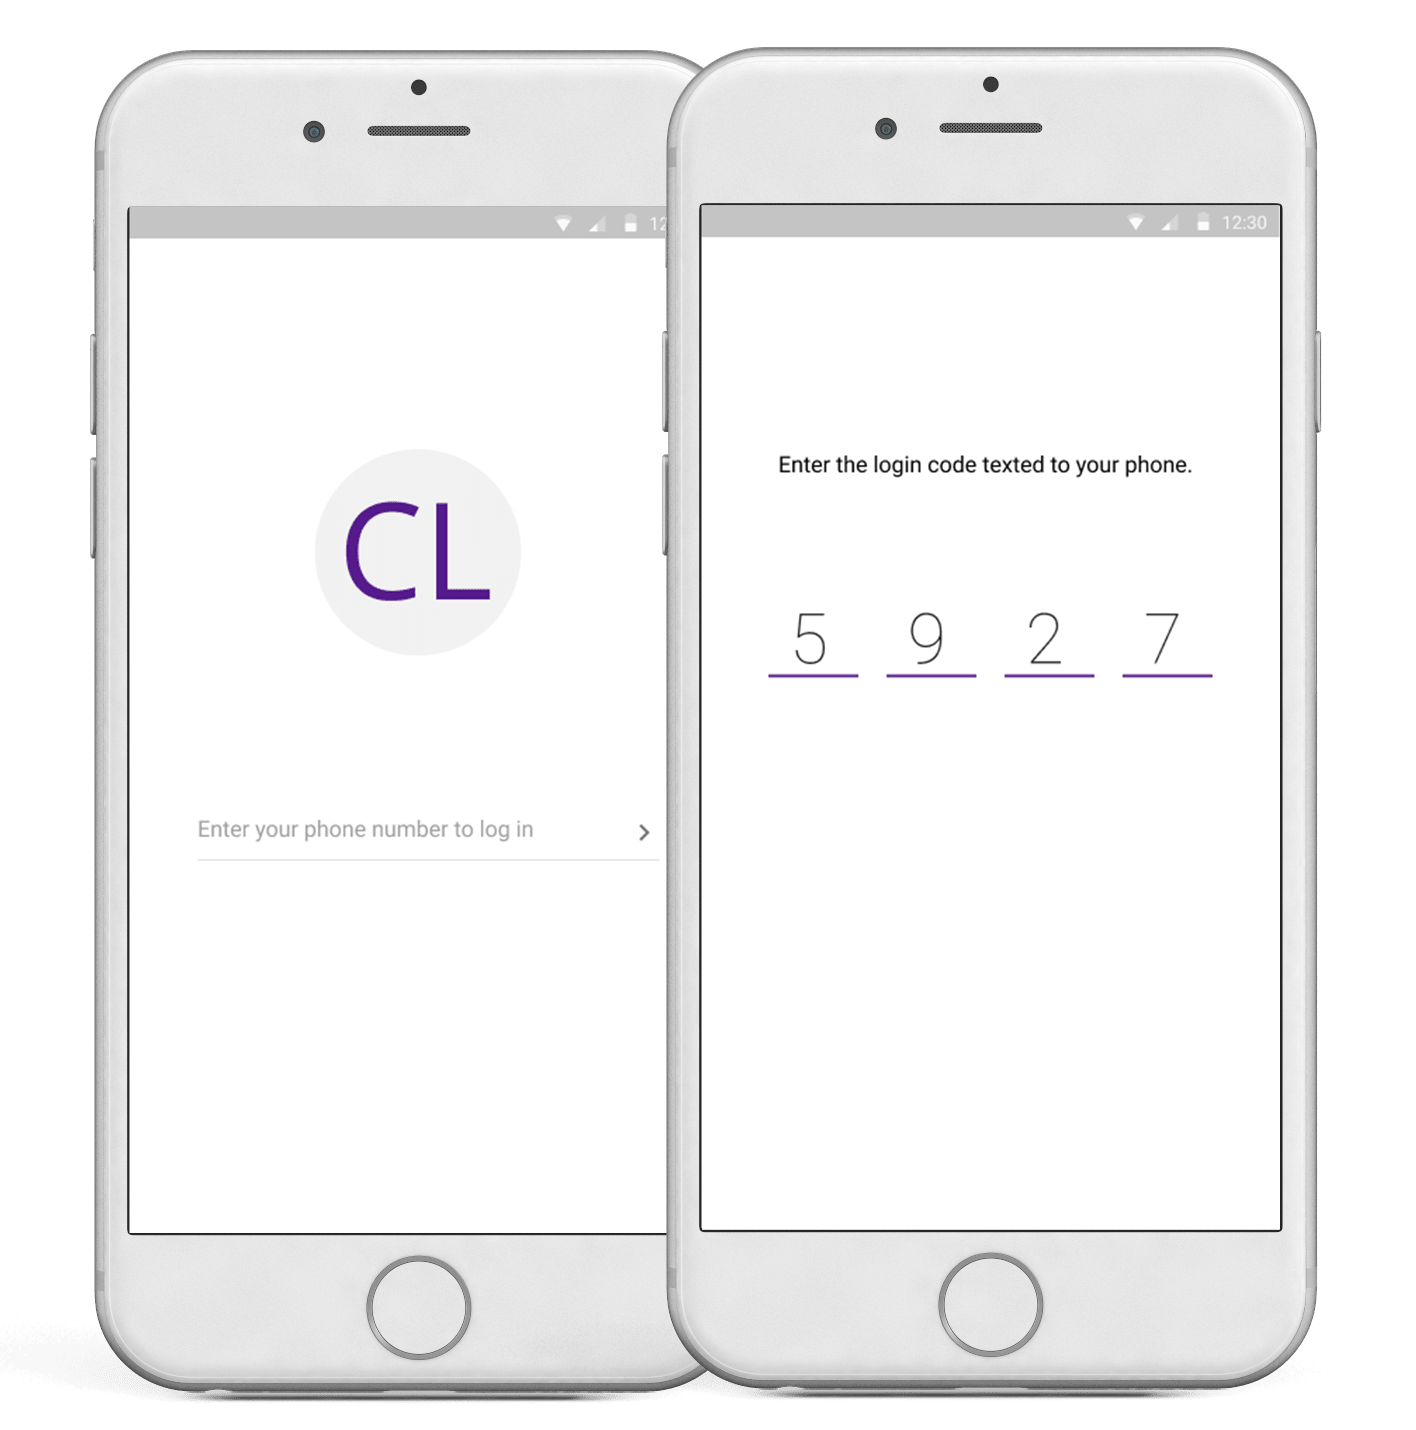 12
CL
Enter your phone number to log in
12:30
Enter the login code texted to your phone.
5 9 2 7